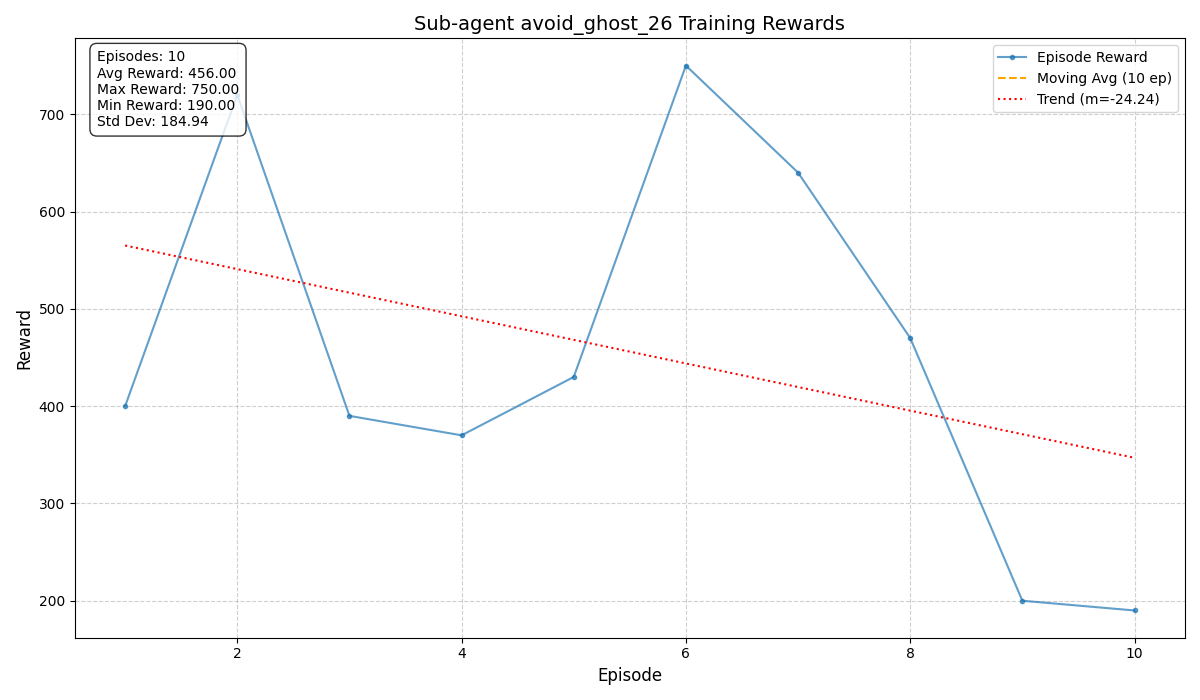 Sub-agent avoid_ghost_26 Training Rewards
Episodes: 10
Avg Reward: 456.00
Max Reward: 750.00
Min Reward: 190.00
Std Dev: 184.94
Episode Reward
Moving Avg (10 ep)
Trend (m=-24.24)
Reward
700
600
500
400
300
200
2
4
6
8
10
Episode